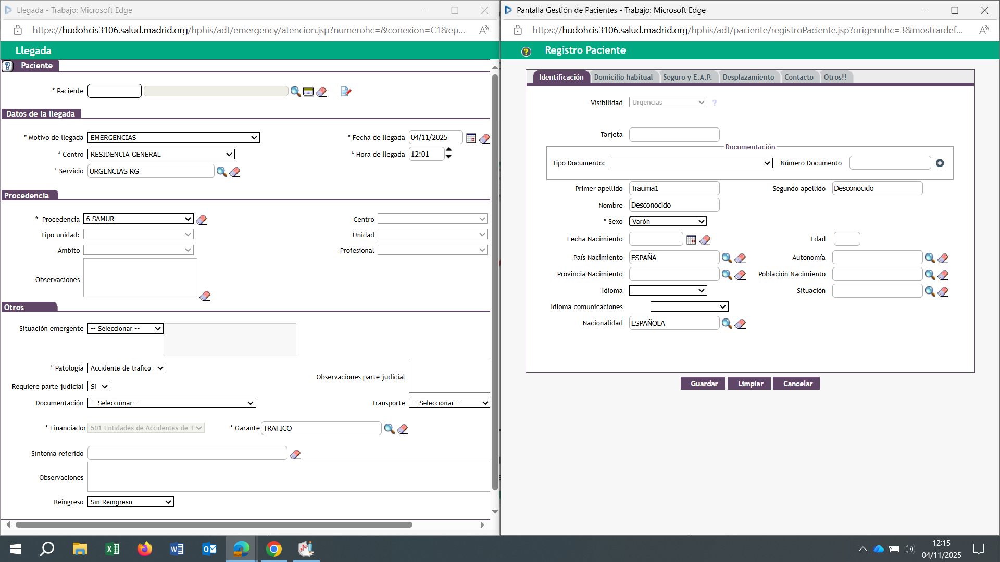 Llegada - Trabajo: Microsoft Edge
https://hudohcis3106.salud.madrid.org/hphis/adt/emergency/atencion.jsp?numerohc=&conexion=C1&ep...
Llegada
Paciente
* Paciente
Datos de la llegada
* Motivo de llegada EMERGENCIAS
* Fecha de llegada 04/11/2025
* Centro RESIDENCIA GENERAL
* Hora de llegada 12:01
* Servicio URGENCIAS RG
Procedencia
* Procedencia 6 SAMUR
Centro
Tipo unidad:
Unidad
Ámbito
Profesional
Observaciones
Otros
Situación emergente -- Seleccionar --
* Patología Accidente de trafico
Observaciones parte judicial
Requiere parte judicial Si
Documentación -- Seleccionar --
Transporte -- Seleccionar --
* Financiador 501 Entidades de Accidentes de T
* Garante TRAFICO
Síntoma referido
Observaciones
Reingreso Sin Reingreso
Pantalla Gestión de Pacientes - Trabajo: Microsoft Edge
https://hudohcis3106.salud.madrid.org/hphis/adt/paciente/registroPaciente.jsp?origennhc=3&mostrardef...
? Registro Paciente
Identificación Domicilio habitual Seguro y E.A.P. Desplazamiento Contacto Otros!!
Visibilidad Urgencias ?
Tarjeta
Documentación
Tipo Documento:
Número Documento
Primer apellido Trauma1
Segundo apellido Desconocido
Nombre Desconocido
* Sexo Varón
Fecha Nacimiento
Edad
País Nacimiento ESPAÑA
Autonomía
Provincia Nacimiento
Población Nacimiento
Idioma
Situación
Idioma comunicaciones
Nacionalidad ESPAÑOLA
Guardar Limpiar Cancelar
12:15
04/11/2025